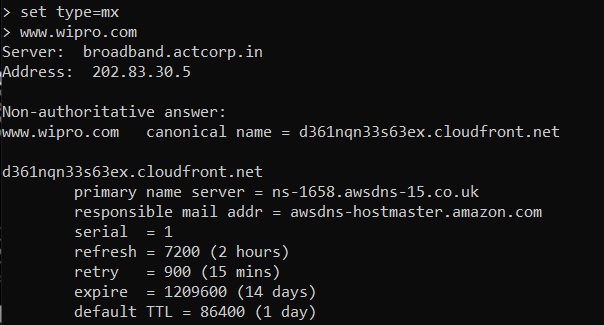 > set type=mx
> www.wipro.com
Server:  broadband.actcorp.in
Address:  202.83.30.5

Non-authoritative answer:
www.wipro.com   canonical name = d361nqn33s63ex.cloudfront.net

d361nqn33s63ex.cloudfront.net
        primary name server = ns-1658.awsdns-15.co.uk
        responsible mail addr = awsdns-hostmaster.amazon.com
        serial  = 1
        refresh = 7200 (2 hours)
        retry   = 900 (15 mins)
        expire  = 1209600 (14 days)
        default TTL = 86400 (1 day)